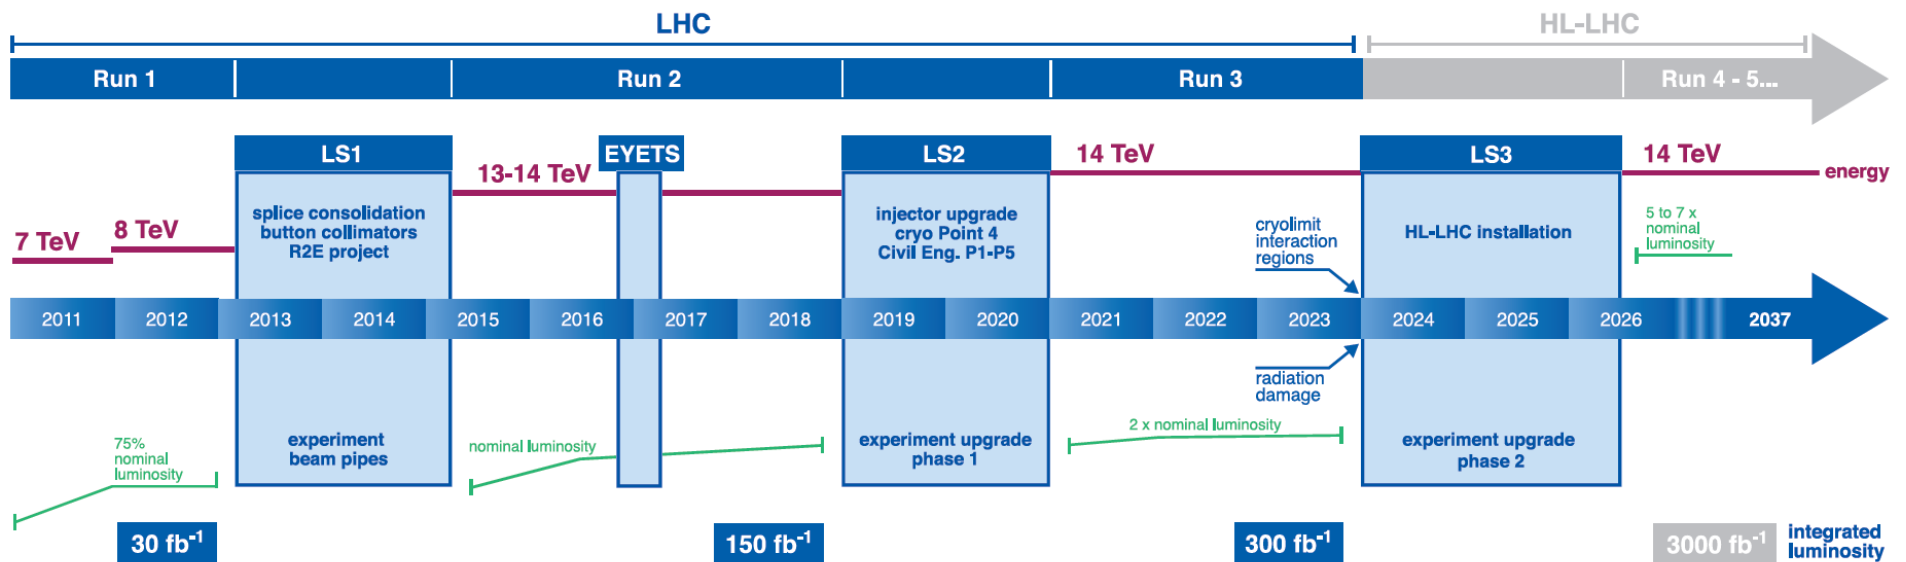 LHC
HL-LHC
Run 1
Run 2
Run 3
Run 4 - 5...
LS1
EYETS
LS2
14 TeV
LS3
14 TeV
energy
13-14 TeV
7 TeV
8 TeV
splice consolidation
button collimators
R2E project
injector upgrade
cryo Point 4
Civil Eng. P1-P5
cryolimit
interaction
regions
HL-LHC installation
5 to 7 x
nominal
luminosity
2011
2012
2013
2014
2015
2016
2017
2018
2019
2020
2021
2022
2023
2024
2025
2026
2037
radiation
damage
75%
nominal
luminosity
experiment
beam pipes
nominal luminosity
experiment upgrade
phase 1
2 x nominal luminosity
experiment upgrade
phase 2
30 fb⁻¹
150 fb⁻¹
300 fb⁻¹
3000 fb⁻¹
integrated
luminosity